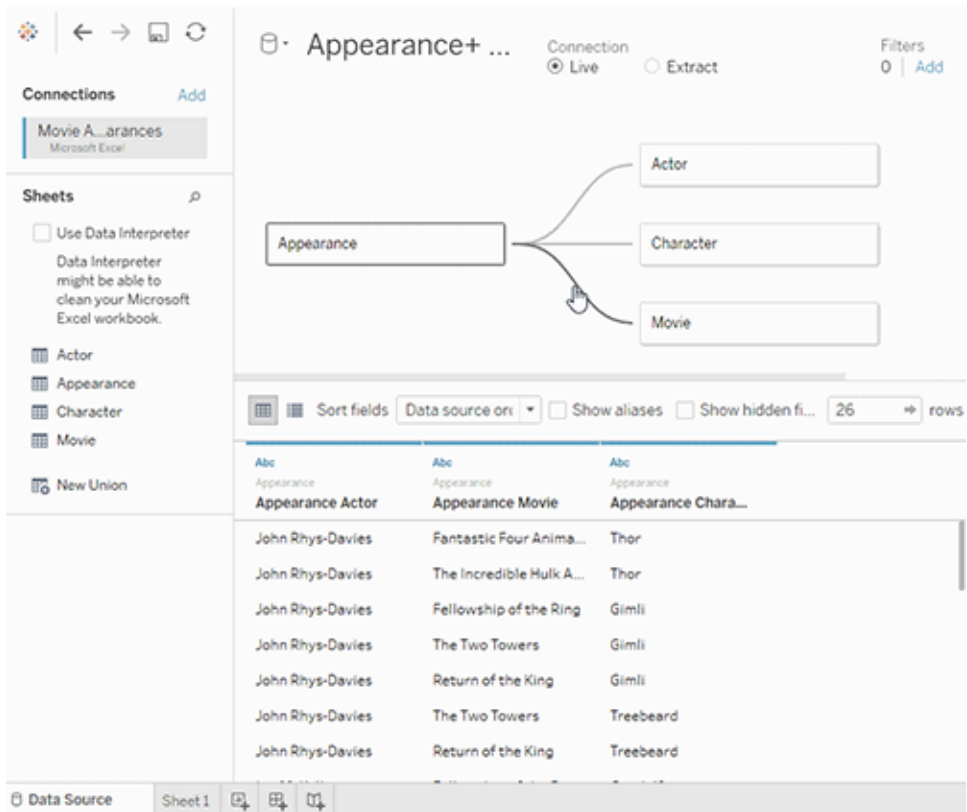 Appearance+ ...
Connection
Live
Extract
Filters
0 | Add
Connections
Add
Movie A...arances
Microsoft Excel
Sheets
Use Data Interpreter
Data Interpreter
might be able to
clean your Microsoft
Excel workbook.
Actor
Appearance
Character
Movie
New Union
Appearance
Actor
Character
Movie
Sort fields
Data source orc
Show aliases
Show hidden fi...
26
rows
Abc Abc Abc
Appearance Appearance Appearance
Appearance Actor Appearance Movie Appearance Chara...
John Rhys-Davies Fantastic Four Anima... Thor
John Rhys-Davies The Incredible Hulk A... Thor
John Rhys-Davies Fellowship of the Ring Gimli
John Rhys-Davies The Two Towers Gimli
John Rhys-Davies Return of the King Gimli
John Rhys-Davies The Two Towers Treebeard
John Rhys-Davies Return of the King Treebeard
Data Source
Sheet 1